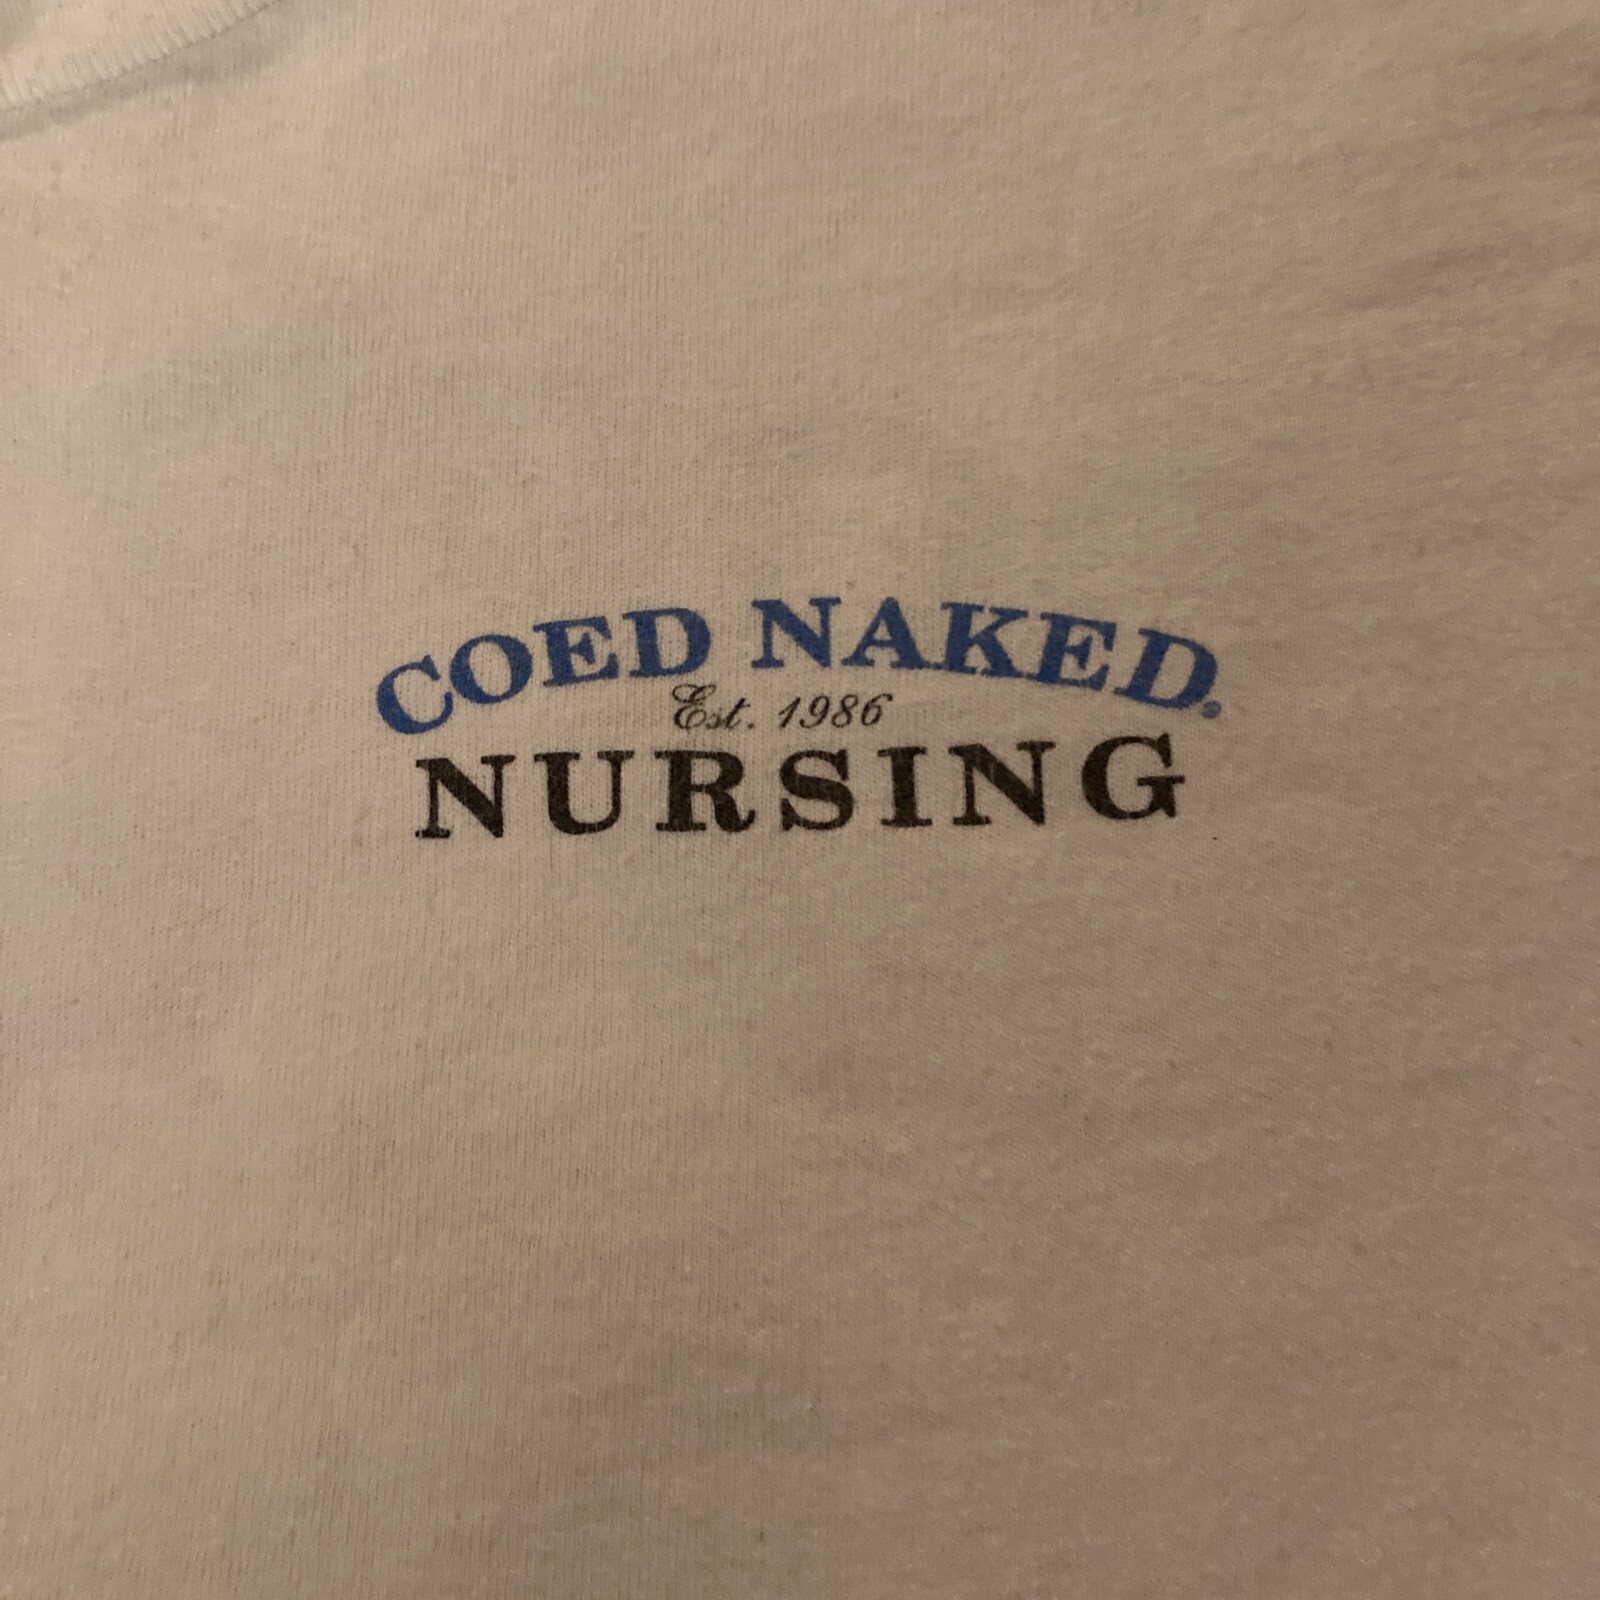 COED NAKED®
Est. 1986
NURSING